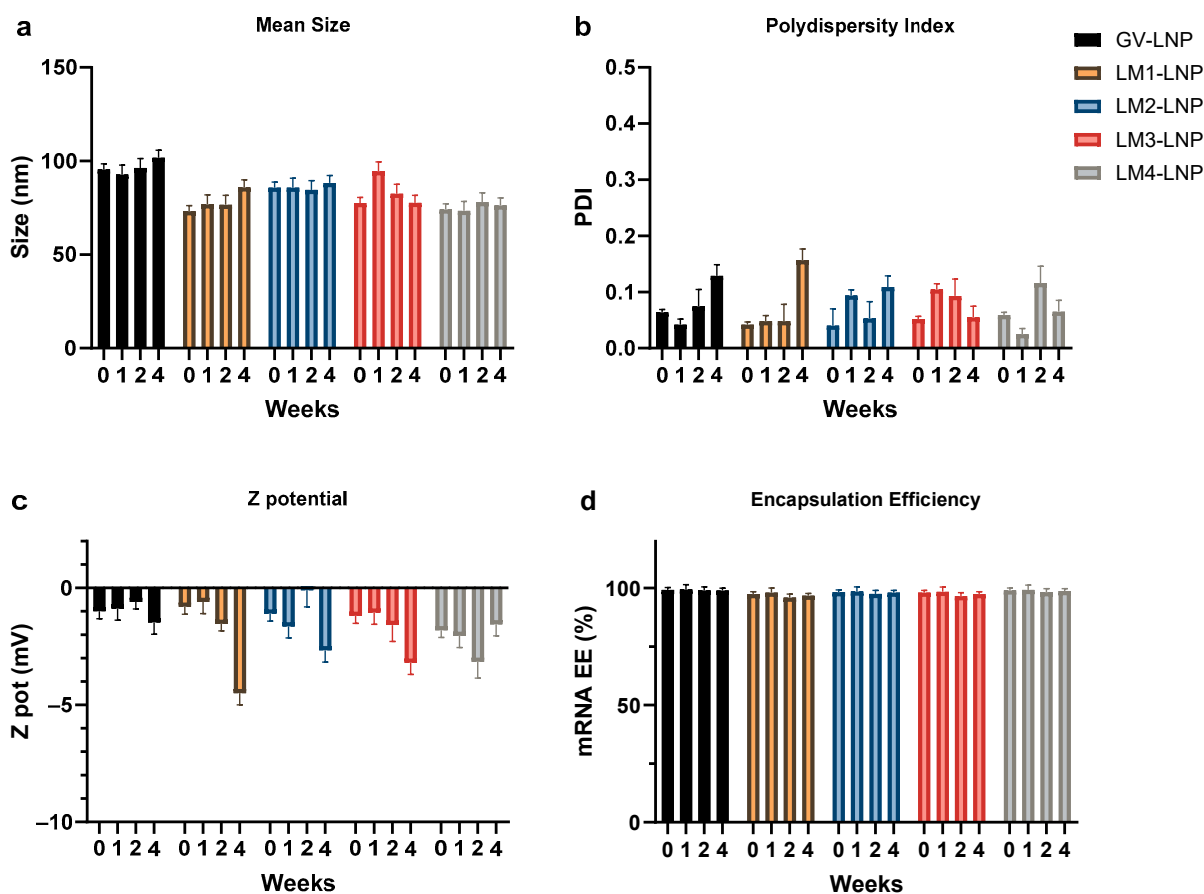 a
Mean Size
150
100
50
0
Size (nm)
0 1 2 4 0 1 2 4 0 1 2 4 0 1 2 4 0 1 2 4
Weeks
b
Polydispersity Index
0.5
0.4
0.3
0.2
0.1
0.0
PDI
0 1 2 4 0 1 2 4 0 1 2 4 0 1 2 4 0 1 2 4
Weeks
GV-LNP
LM1-LNP
LM2-LNP
LM3-LNP
LM4-LNP
c
Z potential
0
–5
–10
Z pot (mV)
0 1 2 4 0 1 2 4 0 1 2 4 0 1 2 4 0 1 2 4
Weeks
d
Encapsulation Efficiency
100
50
0
mRNA EE (%)
0 1 2 4 0 1 2 4 0 1 2 4 0 1 2 4 0 1 2 4
Weeks